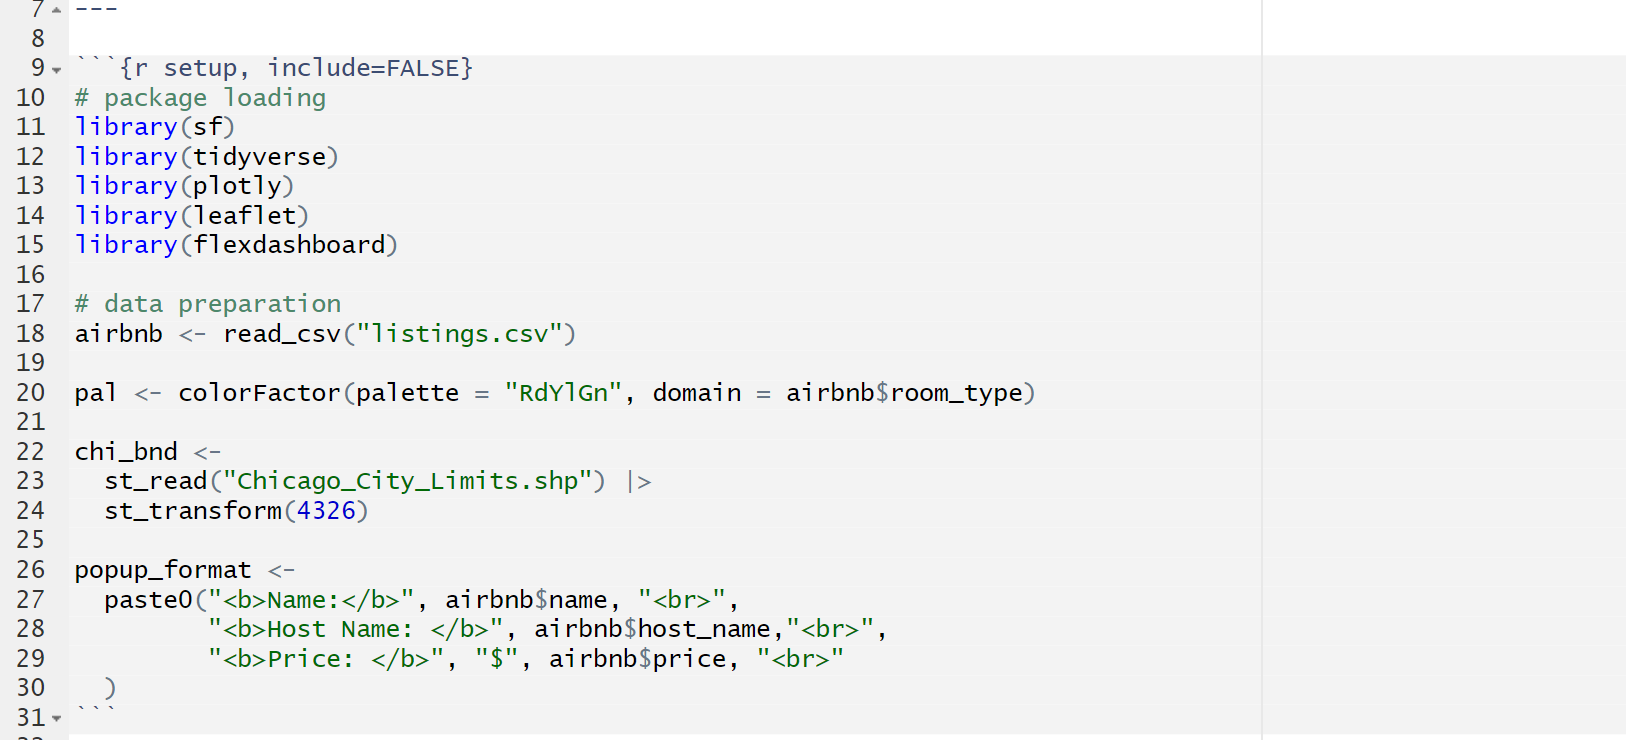 7 ---
8
9 ```{r setup, include=FALSE}
10 # package loading
11 library(sf)
12 library(tidyverse)
13 library(plotly)
14 library(leaflet)
15 library(flexdashboard)
16
17 # data preparation
18 airbnb <- read_csv("listings.csv")
19
20 pal <- colorFactor(palette = "RdYlGn", domain = airbnb$room_type)
21
22 chi_bnd <-
23   st_read("Chicago_City_Limits.shp") |>
24   st_transform(4326)
25
26 popup_format <-
27   paste0("<b>Name:</b>", airbnb$name, "<br>",
28          "<b>Host Name: </b>", airbnb$host_name,"<br>",
29          "<b>Price: </b>", "$", airbnb$price, "<br>"
30   )
31 ```